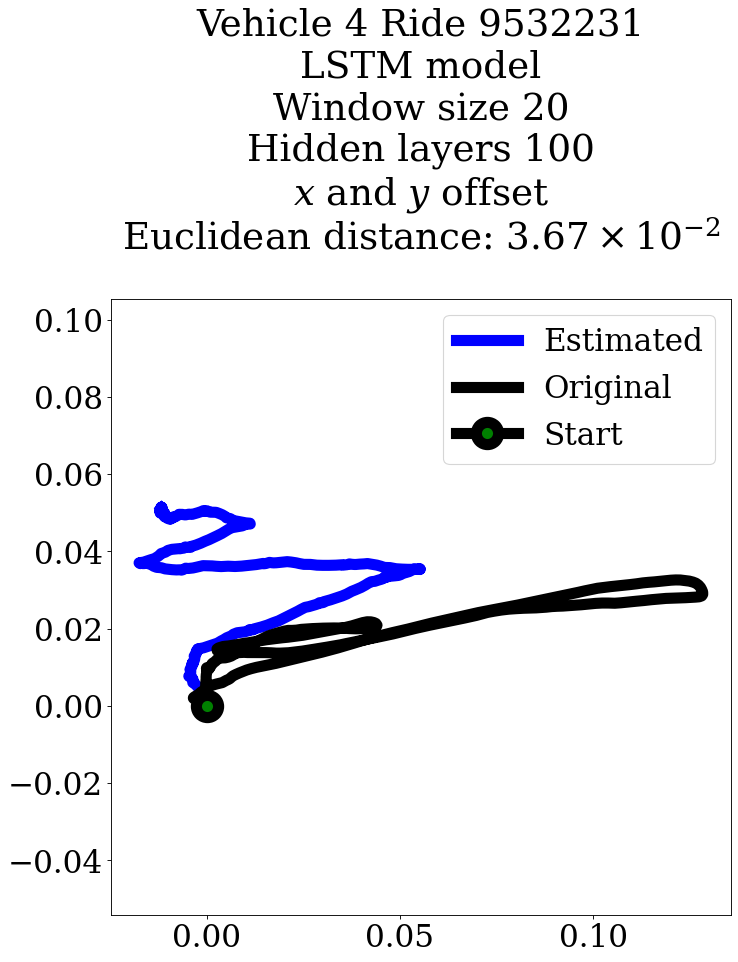 Vehicle 4 Ride 9532231
LSTM model
Window size 20
Hidden layers 100
x and y offset
Euclidean distance: 3.67 × 10⁻²
Estimated
Original
Start
0.10
0.08
0.06
0.04
0.02
0.00
−0.02
−0.04
0.00 0.05 0.10